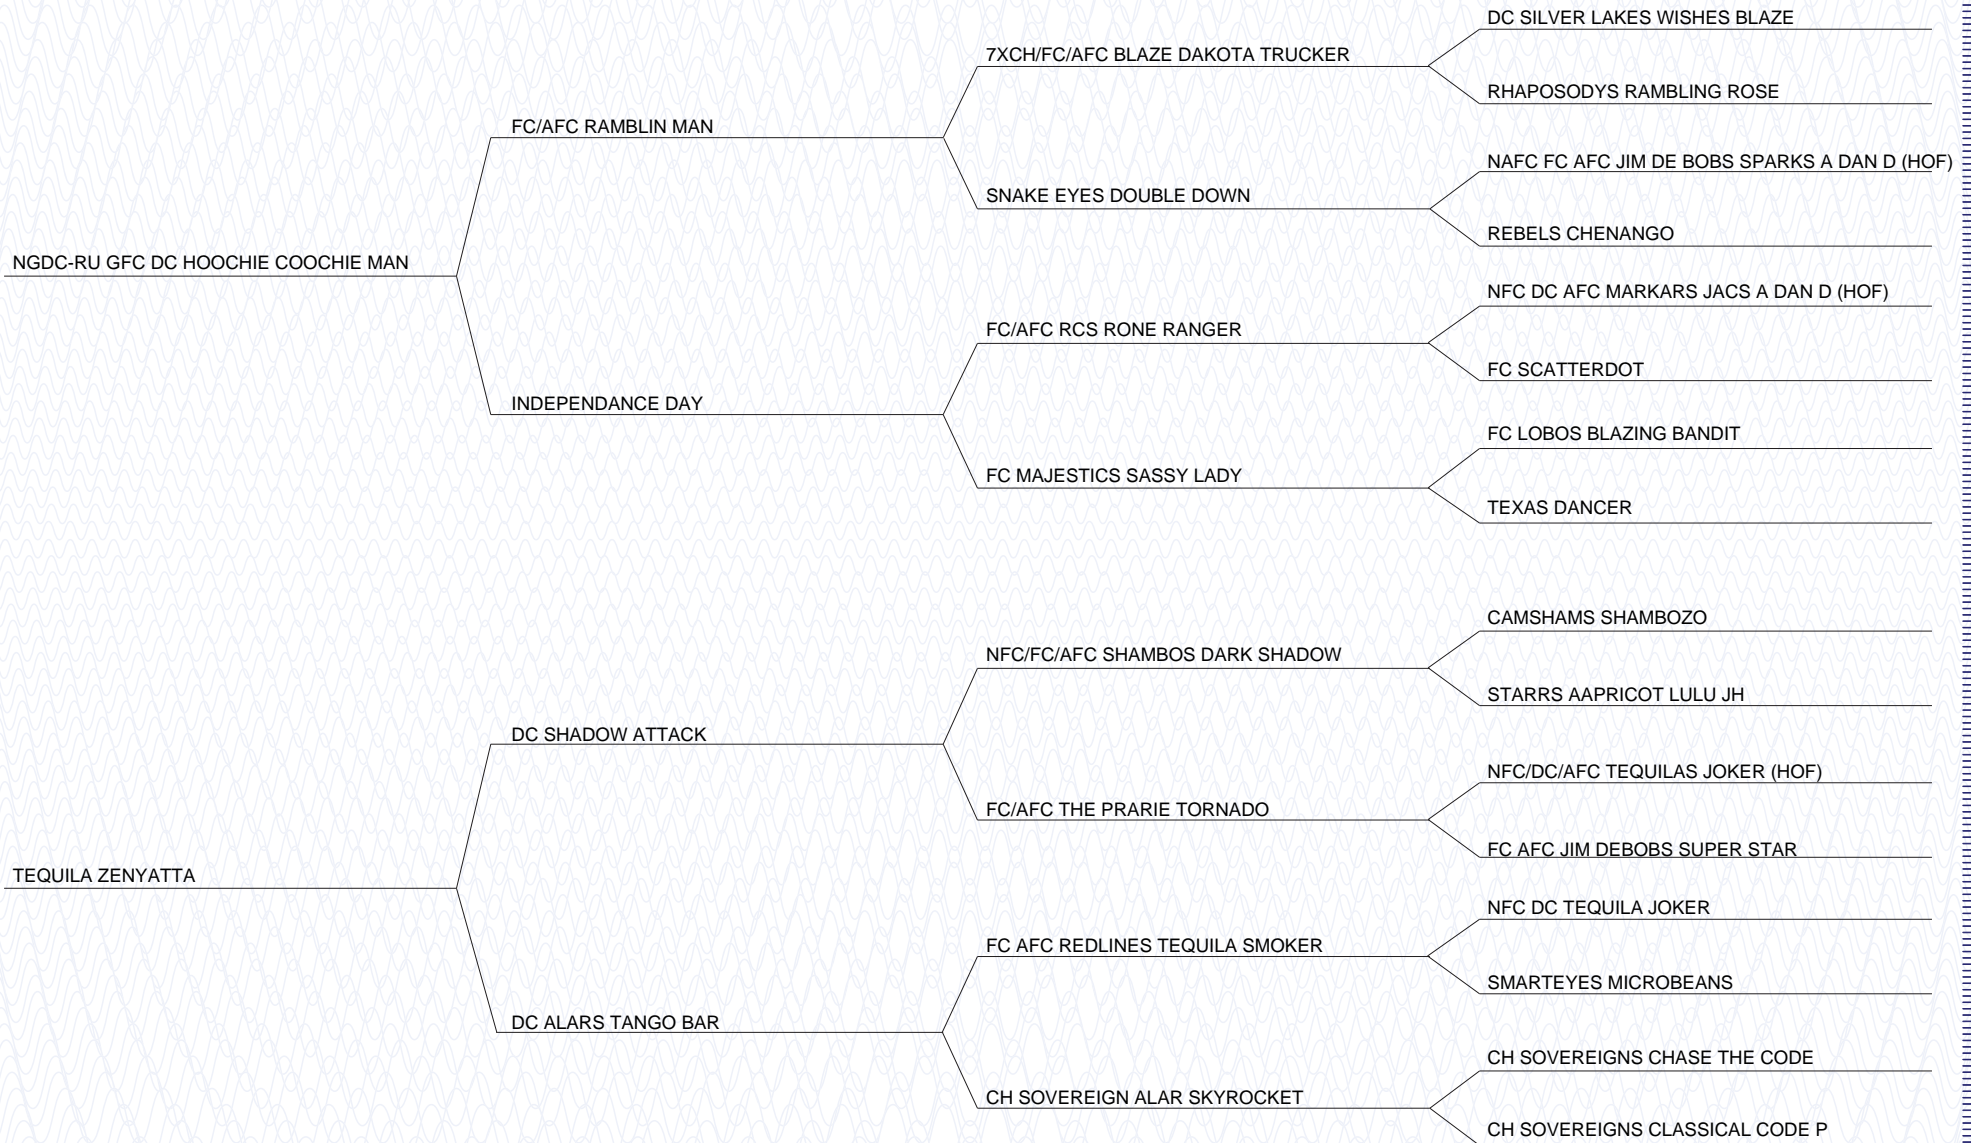 DC SILVER LAKES WISHES BLAZE
7XCH/FC/AFC BLAZE DAKOTA TRUCKER
RHAPOSODYS RAMBLING ROSE
FC/AFC RAMBLIN MAN
NAFC FC AFC JIM DE BOBS SPARKS A DAN D (HOF)
SNAKE EYES DOUBLE DOWN
REBELS CHENANGO
NGDC-RU GFC DC HOOCHIE COOCHIE MAN
NFC DC AFC MARKARS JACS A DAN D (HOF)
FC/AFC RCS RONE RANGER
FC SCATTERDOT
INDEPENDANCE DAY
FC LOBOS BLAZING BANDIT
FC MAJESTICS SASSY LADY
TEXAS DANCER
CAMSHAMS SHAMBOZO
NFC/FC/AFC SHAMBOS DARK SHADOW
STARRS AAPRICOT LULU JH
DC SHADOW ATTACK
NFC/DC/AFC TEQUILAS JOKER (HOF)
FC/AFC THE PRARIE TORNADO
FC AFC JIM DEBOBS SUPER STAR
TEQUILA ZENYATTA
NFC DC TEQUILA JOKER
FC AFC REDLINES TEQUILA SMOKER
SMARTEYES MICROBEANS
DC ALARS TANGO BAR
CH SOVEREIGNS CHASE THE CODE
CH SOVEREIGN ALAR SKYROCKET
CH SOVEREIGNS CLASSICAL CODE P